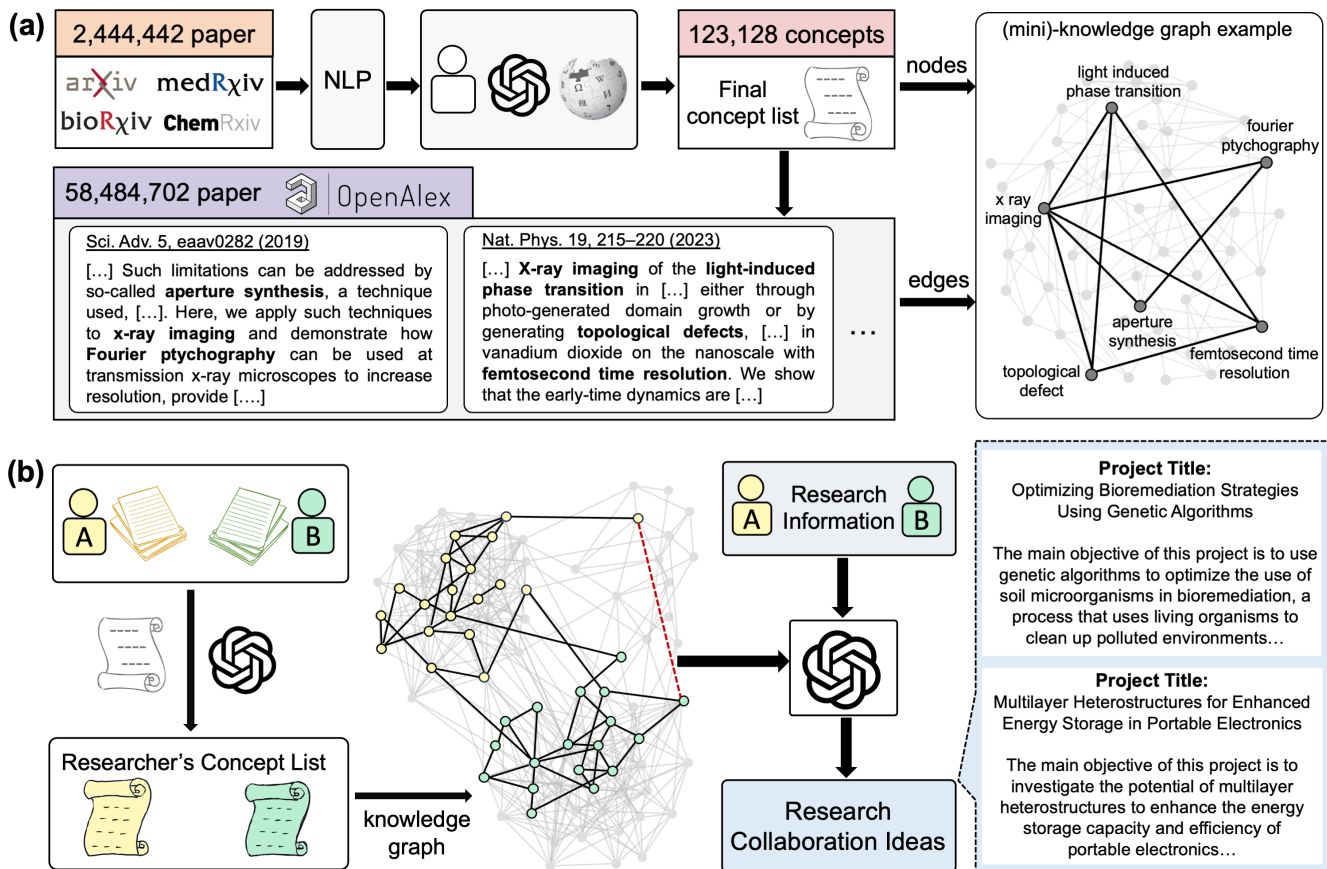 (a)
2,444,442 paper
arXiv
medRχiv
bioRχiv
ChemRxiv
NLP
123,128 concepts
Final
concept list
nodes
(mini)-knowledge graph example
light induced
phase transition
fourier
ptychography
x ray
imaging
aperture
synthesis
femtosecond time
resolution
topological
defect
58,484,702 paper
OpenAlex
Sci. Adv. 5, eaav0282 (2019)
[…] Such limitations can be addressed by
so-called aperture synthesis, a technique
used, […]. Here, we apply such techniques
to x-ray imaging and demonstrate how
Fourier ptychography can be used at
transmission x-ray microscopes to increase
resolution, provide [….]
Nat. Phys. 19, 215–220 (2023)
[…] X-ray imaging of the light-induced
phase transition in […] either through
photo-generated domain growth or by
generating topological defects, […] in
vanadium dioxide on the nanoscale with
femtosecond time resolution. We show
that the early-time dynamics are […]
...
edges
(b)
A
B
Researcher's Concept List
knowledge
graph
A
Research
Information
B
Research
Collaboration Ideas
Project Title:
Optimizing Bioremediation Strategies
Using Genetic Algorithms
The main objective of this project is to use
genetic algorithms to optimize the use of
soil microorganisms in bioremediation, a
process that uses living organisms to
clean up polluted environments…
Project Title:
Multilayer Heterostructures for Enhanced
Energy Storage in Portable Electronics
The main objective of this project is to
investigate the potential of multilayer
heterostructures to enhance the energy
storage capacity and efficiency of
portable electronics…